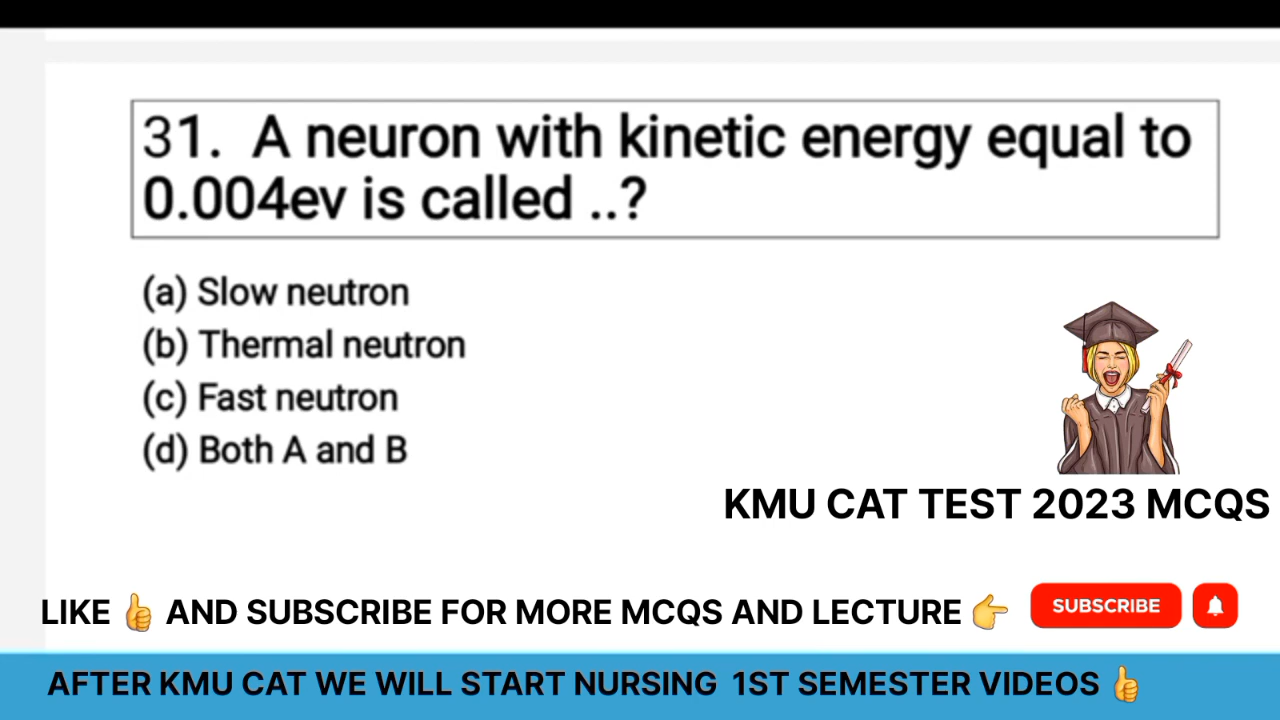 31. A neuron with kinetic energy equal to
0.004ev is called ..?
(a) Slow neutron
(b) Thermal neutron
(c) Fast neutron
(d) Both A and B
KMU CAT TEST 2023 MCQS
LIKE 👍 AND SUBSCRIBE FOR MORE MCQS AND LECTURE 👉 SUBSCRIBE
AFTER KMU CAT WE WILL START NURSING 1ST SEMESTER VIDEOS 👍